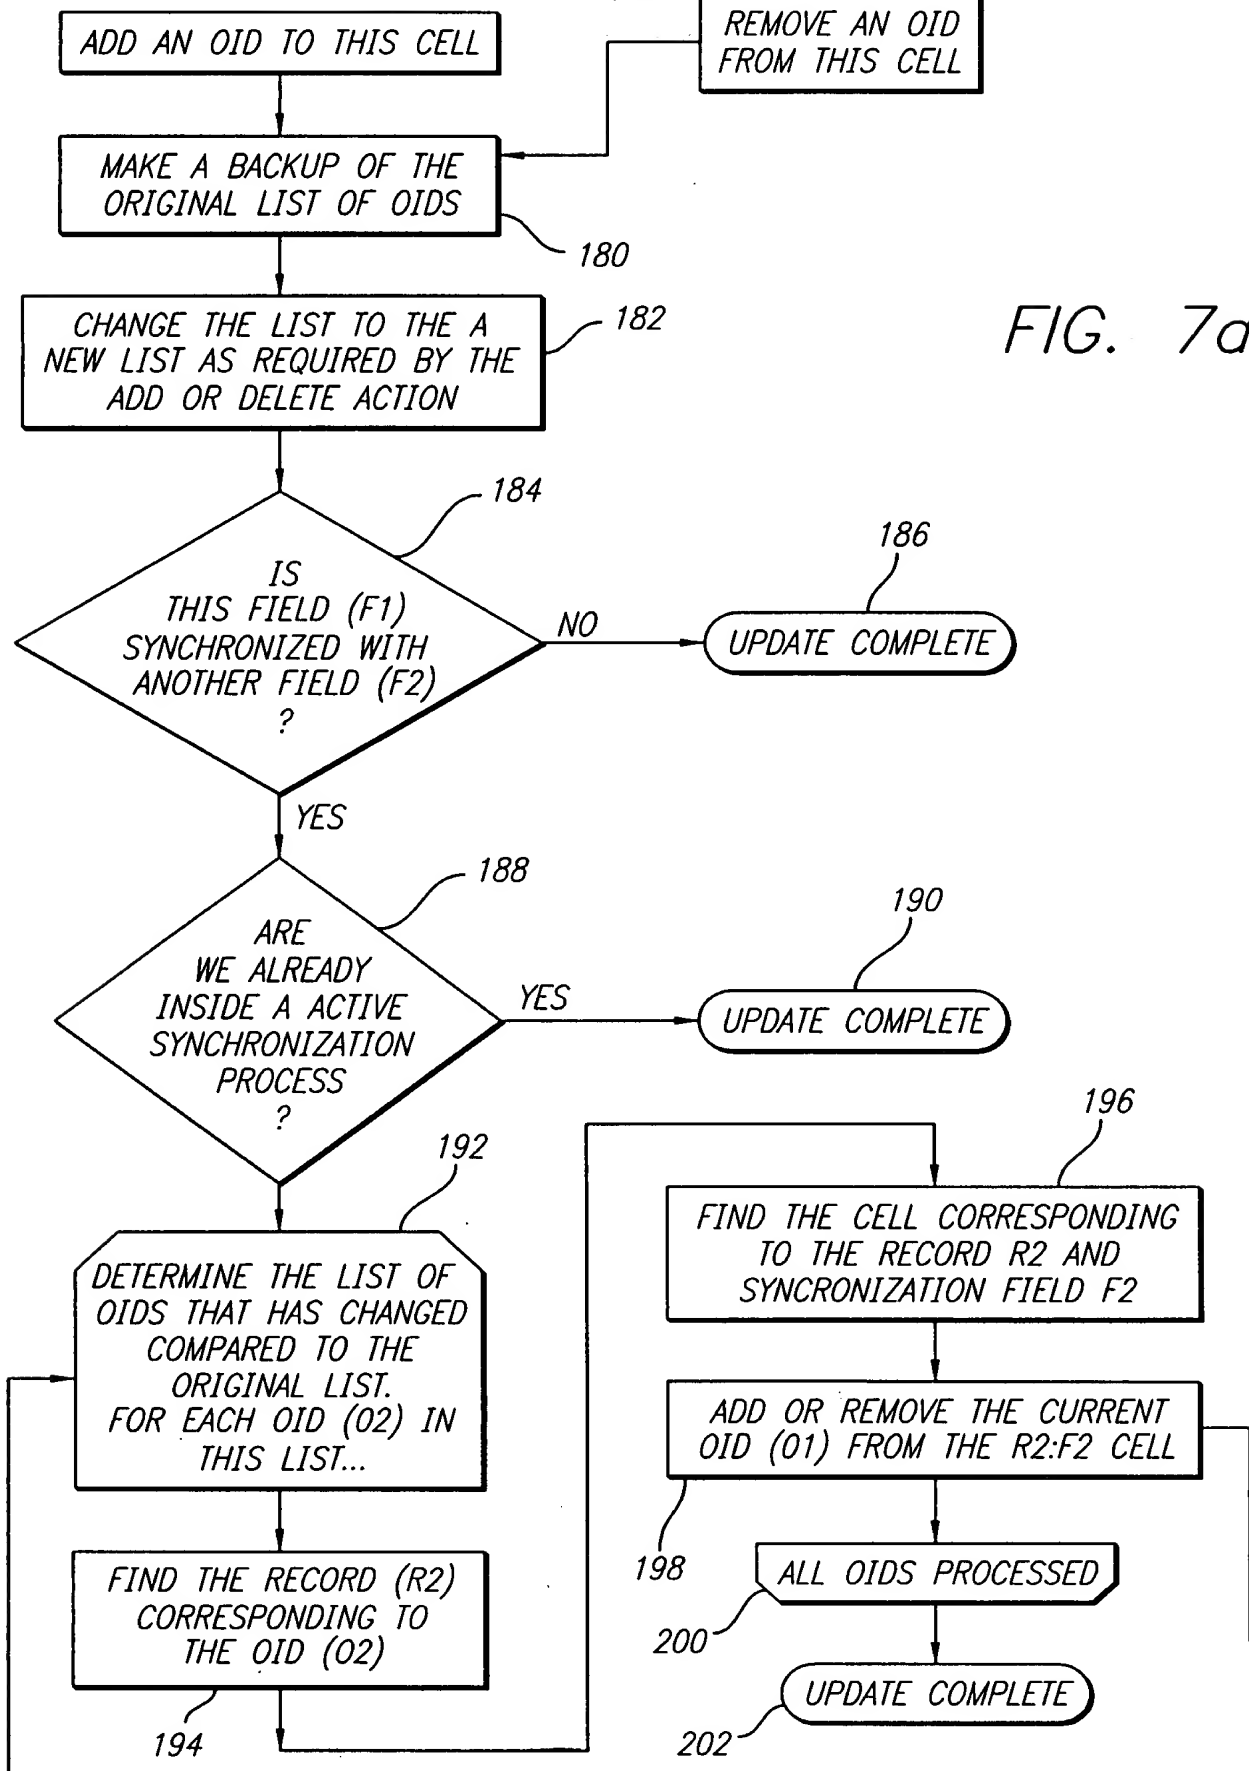 ADD AN OID TO THIS CELL
REMOVE AN OID
FROM THIS CELL
MAKE A BACKUP OF THE
ORIGINAL LIST OF OIDS
180
CHANGE THE LIST TO THE A
NEW LIST AS REQUIRED BY THE
ADD OR DELETE ACTION
182
FIG. 7a
184
IS
THIS FIELD (F1)
SYNCHRONIZED WITH
ANOTHER FIELD (F2)
?
NO
186
UPDATE COMPLETE
YES
188
ARE
WE ALREADY
INSIDE A ACTIVE
SYNCHRONIZATION
PROCESS
?
YES
190
UPDATE COMPLETE
192
DETERMINE THE LIST OF
OIDS THAT HAS CHANGED
COMPARED TO THE
ORIGINAL LIST.
FOR EACH OID (O2) IN
THIS LIST...
FIND THE RECORD (R2)
CORRESPONDING TO
THE OID (O2)
194
196
FIND THE CELL CORRESPONDING
TO THE RECORD R2 AND
SYNCRONIZATION FIELD F2
ADD OR REMOVE THE CURRENT
OID (O1) FROM THE R2:F2 CELL
198
ALL OIDS PROCESSED
200
UPDATE COMPLETE
202